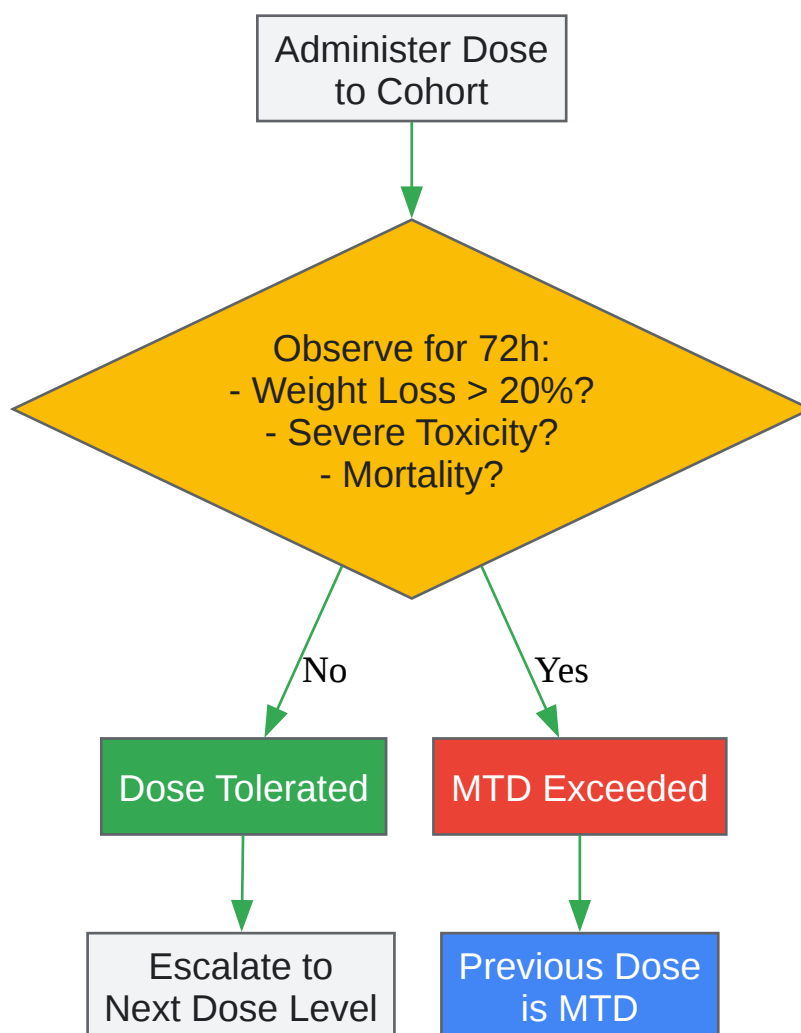 Administer Dose
to Cohort
Observe for 72h:
- Weight Loss > 20%?
- Severe Toxicity?
- Mortality?
No
Yes
Dose Tolerated
MTD Exceeded
Escalate to
Next Dose Level
Previous Dose
is MTD